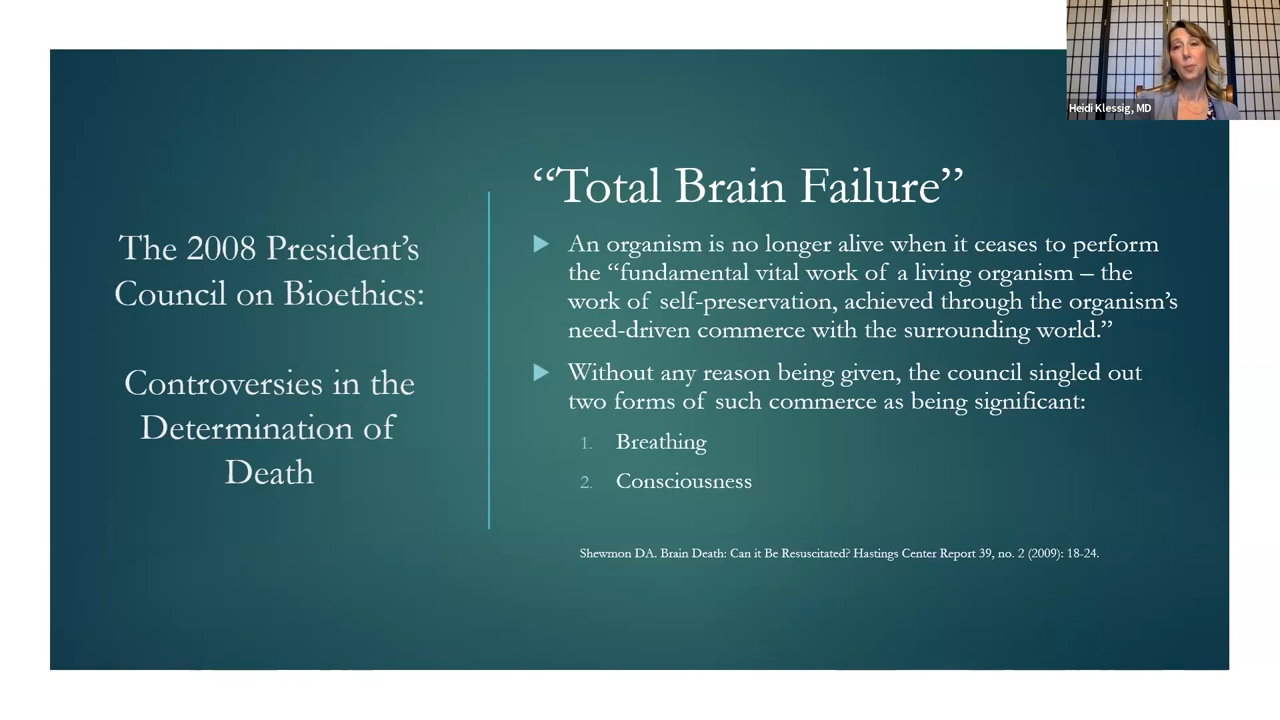 Heidi Klessig, MD
The 2008 President’s
Council on Bioethics:
Controversies in the
Determination of
Death
“Total Brain Failure”
An organism is no longer alive when it ceases to perform
the “fundamental vital work of a living organism – the
work of self-preservation, achieved through the organism’s
need-driven commerce with the surrounding world.”
Without any reason being given, the council singled out
two forms of such commerce as being significant:
1. Breathing
2. Consciousness
Shewmon DA. Brain Death: Can it Be Resuscitated? Hastings Center Report 39, no. 2 (2009): 18-24.